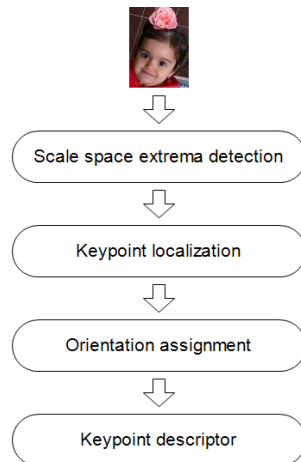 Scale space extrema detection
Keypoint localization
Orientation assignment
Keypoint descriptor